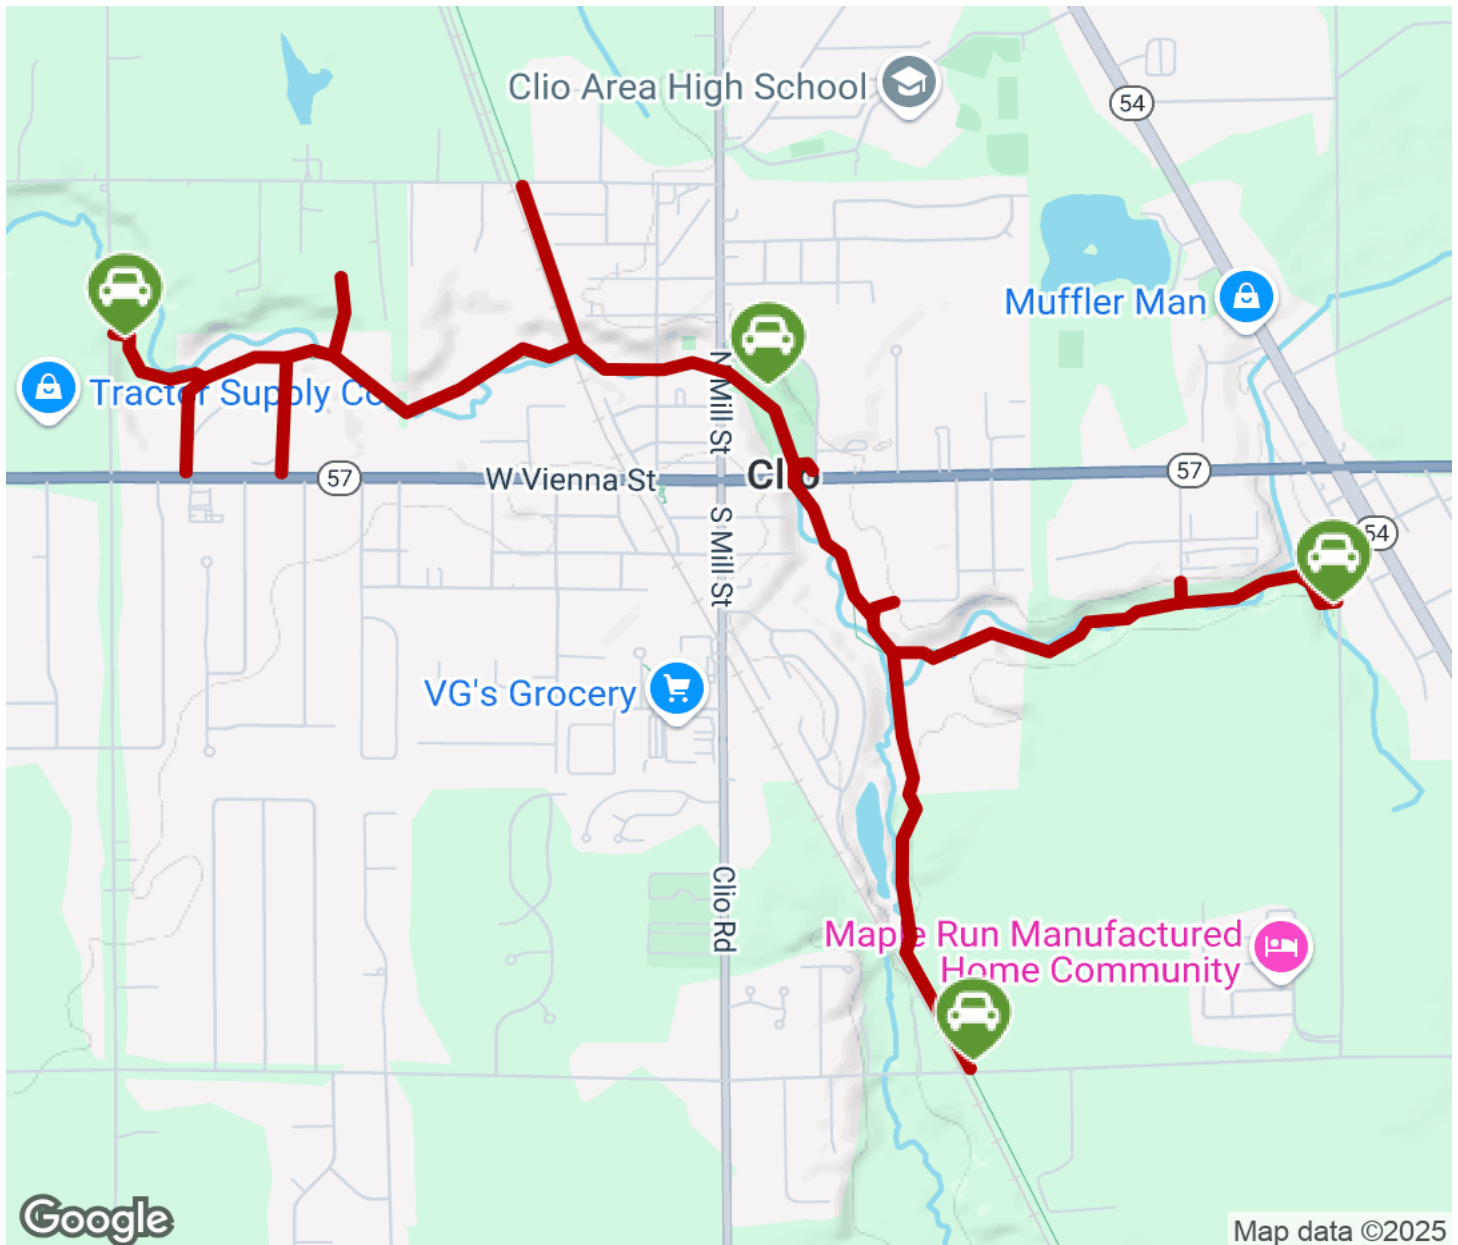 Clio Area High School
54
Muffler Man
Tractor Supply Co
N Mill St
57
W Vienna St
Clio
57
S Mill St
54
VG's Grocery
Clio Rd
Maple Run Manufactured
Home Community
Google
Map data ©2025